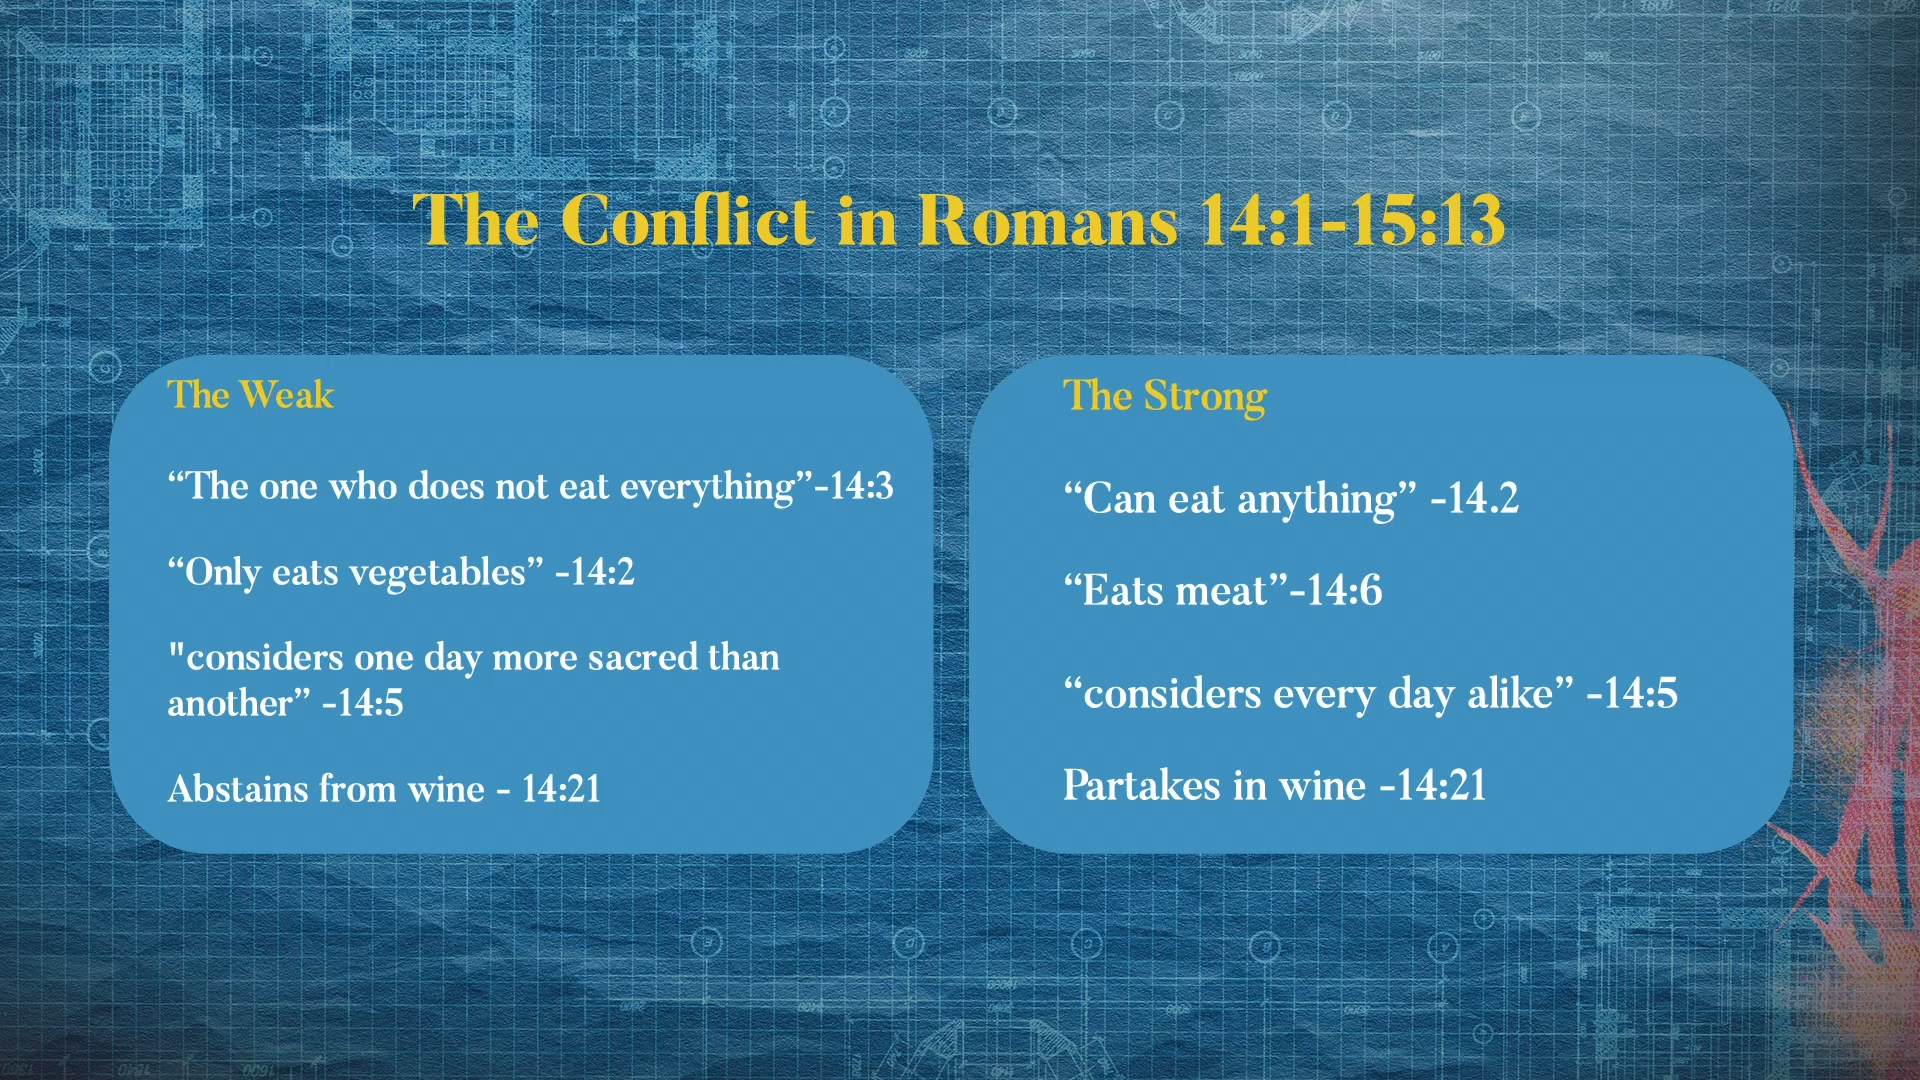 The Conflict in Romans 14:1-15:13
The Weak
“The one who does not eat everything”-14:3
“Only eats vegetables” -14:2
"considers one day more sacred than
another” -14:5
Abstains from wine - 14:21
The Strong
“Can eat anything” -14.2
“Eats meat”-14:6
“considers every day alike” -14:5
Partakes in wine -14:21